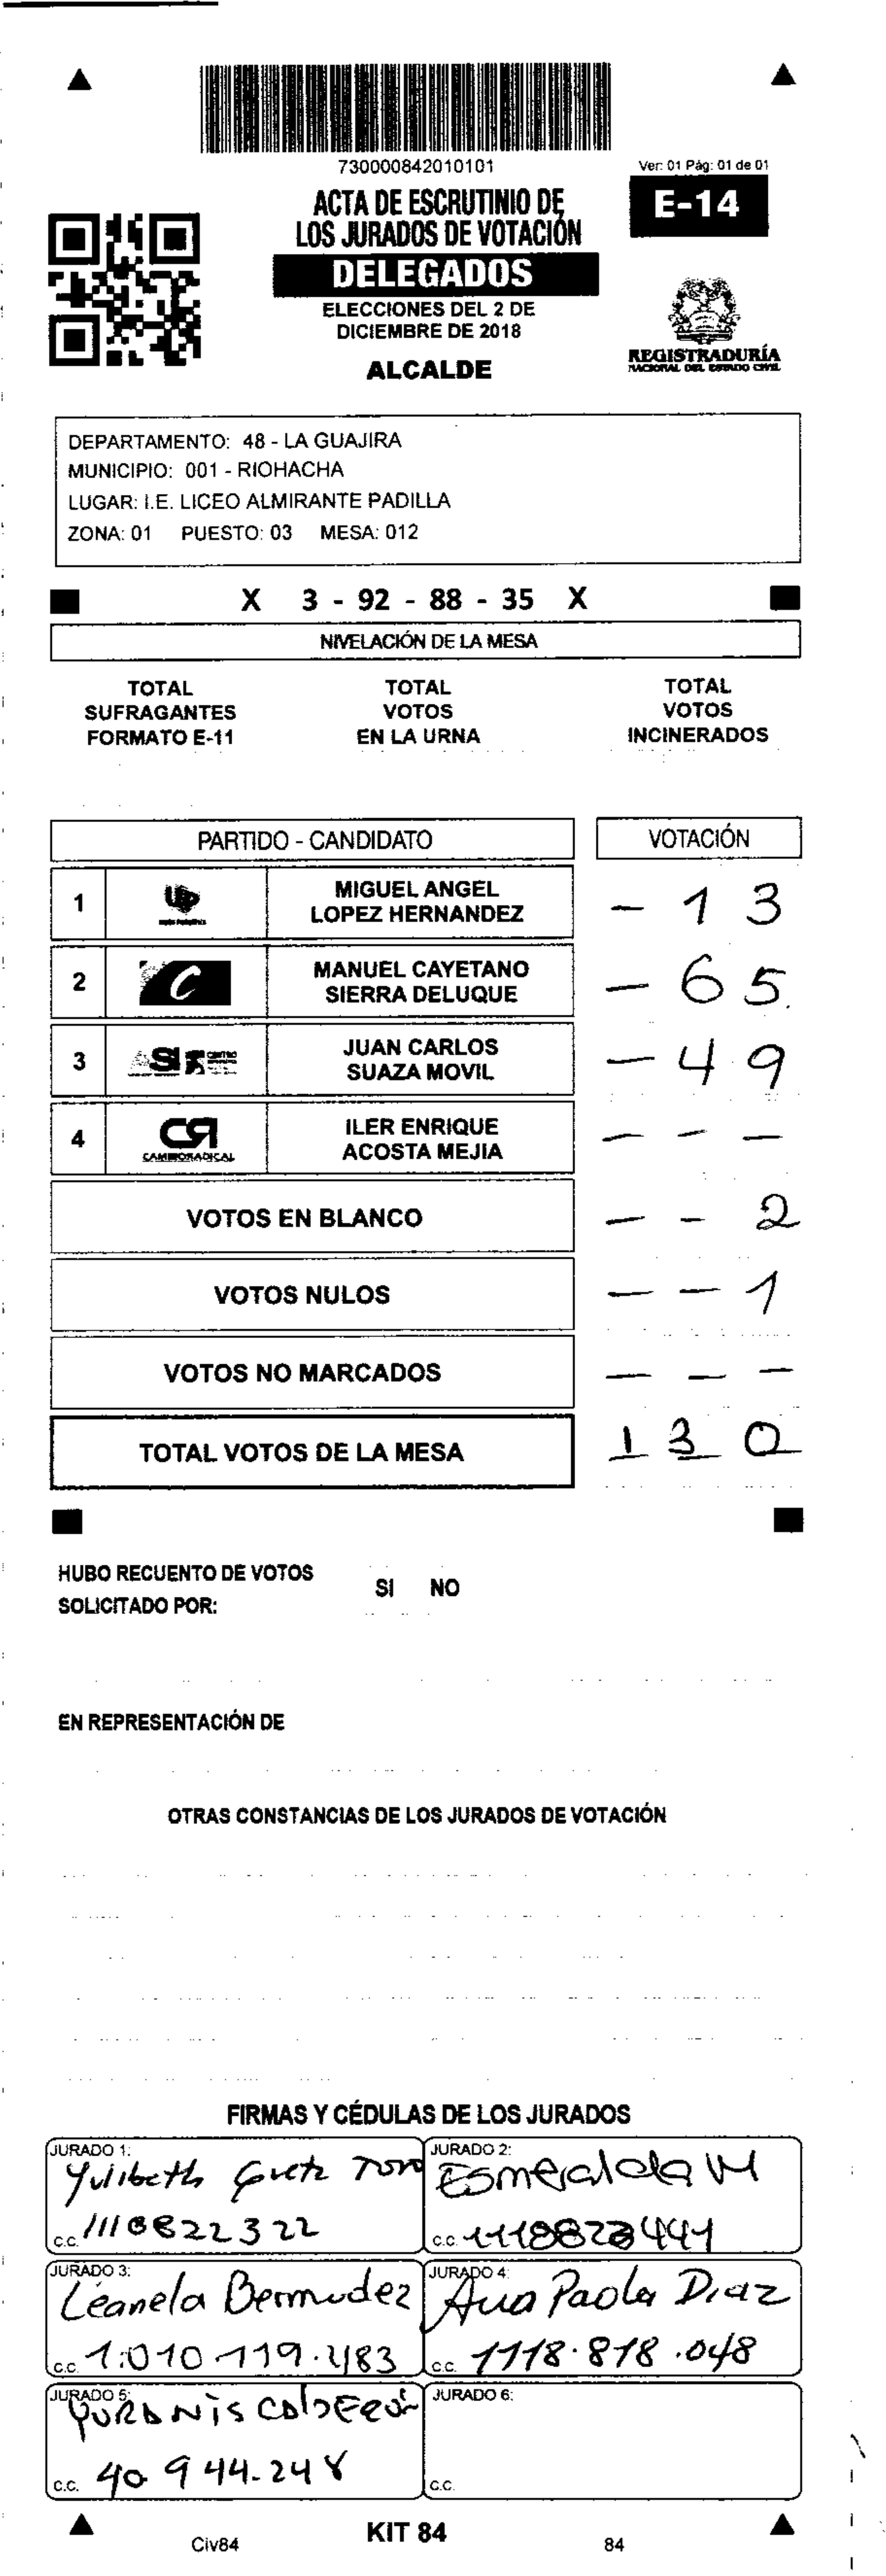 730000842010101
Ver: 01 Pág: 01 de 01
ACTA DE ESCRUTINIO DE
LOS JURADOS DE VOTACIÓN
E-14
DELEGADOS
ELECCIONES DEL 2 DE
DICIEMBRE DE 2018
ALCALDE
REGISTRADURÍA
NACIONAL DEL ESTADO CIVIL
DEPARTAMENTO: 48 - LA GUAJIRA
MUNICIPIO: 001 - RIOHACHA
LUGAR: I.E. LICEO ALMIRANTE PADILLA
ZONA: 01 PUESTO: 03 MESA: 012
X 3 - 92 - 88 - 35 X
NIVELACIÓN DE LA MESA
TOTAL SUFRAGANTES FORMATO E-11
TOTAL VOTOS EN LA URNA
TOTAL VOTOS INCINERADOS
PARTIDO - CANDIDATO VOTACIÓN
1 MIGUEL ANGEL LOPEZ HERNANDEZ - 1 3
2 C MANUEL CAYETANO SIERRA DELUQUE - 6 5
3 ASI CENTRO JUAN CARLOS SUAZA MOVIL - 4 9
4 CR CAMBIO RADICAL ILER ENRIQUE ACOSTA MEJIA - - -
VOTOS EN BLANCO - - 2
VOTOS NULOS - - 1
VOTOS NO MARCADOS - - -
TOTAL VOTOS DE LA MESA 1 3 0
HUBO RECUENTO DE VOTOS SI NO
SOLICITADO POR:
EN REPRESENTACIÓN DE
OTRAS CONSTANCIAS DE LOS JURADOS DE VOTACIÓN
FIRMAS Y CÉDULAS DE LOS JURADOS
JURADO 1:
Yulibeth Toro
c.c. 1118822322
JURADO 2:
Esmeralda M
c.c.
JURADO 3:
Leanela Bermudez
c.c. 1.010.119.483
JURADO 4:
Ana Paola Diaz
c.c. 1118.818.048
JURADO 5:
YURANIS CALDERÓN
c.c. 40.944.248
JURADO 6:
c.c.
Civ84
KIT 84
84